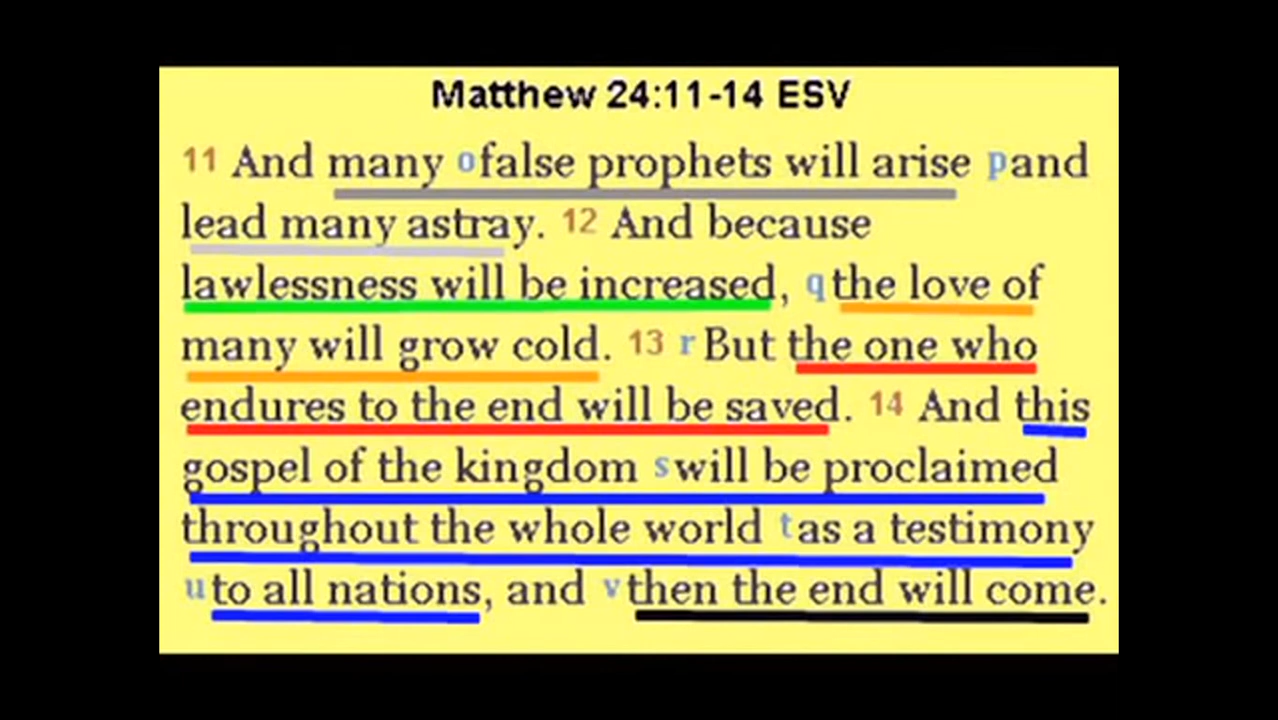 Matthew 24:11-14 ESV
11 And many o false prophets will arise p and
lead many astray. 12 And because
lawlessness will be increased, q the love of
many will grow cold. 13 r But the one who
endures to the end will be saved. 14 And this
gospel of the kingdom s will be proclaimed
throughout the whole world t as a testimony
u to all nations, and v then the end will come.